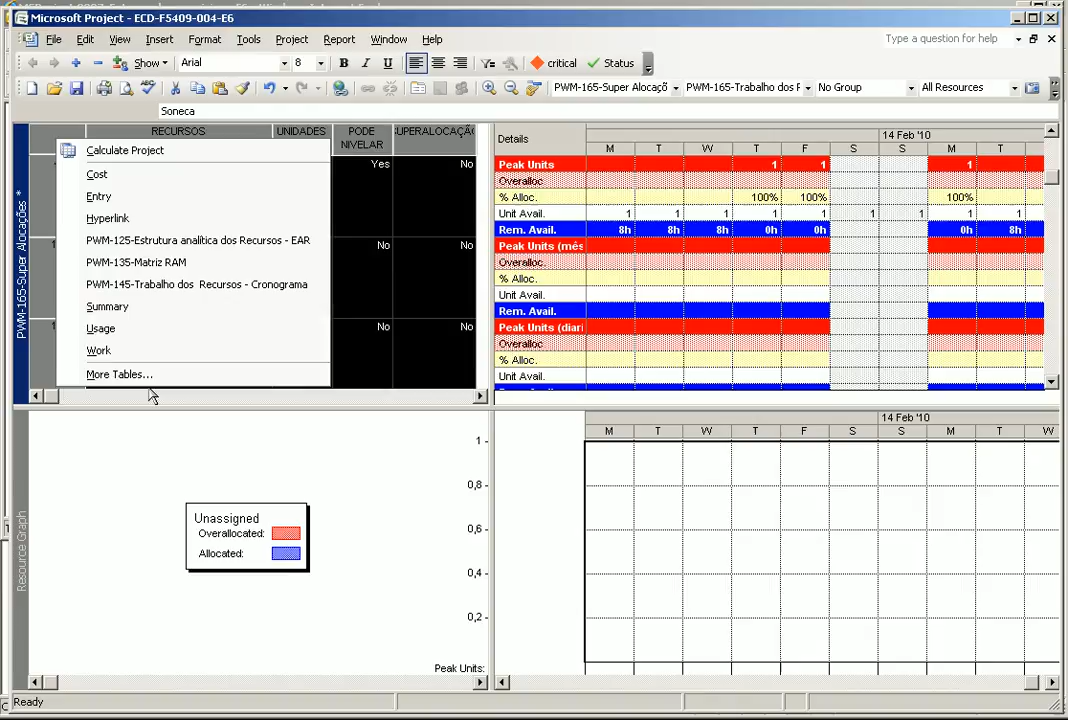 Microsoft Project - ECD-F5409-004-E6
File Edit View Insert Format Tools Project Report Window Help Type a question for help
Show Arial 8 B I U critical Status
PWM-165-Super Alocaçõ PWM-165-Trabalho dos F No Group All Resources
Soneca
RECURSOS UNIDADES PODE NIVELAR SUPERALOCAÇÃ
Calculate Project
Cost
Entry
Hyperlink
PWM-125-Estrutura analítica dos Recursos - EAR
PWM-135-Matriz RAM
PWM-145-Trabalho dos Recursos - Cronograma
Summary
Usage
Work
More Tables...
Yes No
No No
No No
PWM-165-Super Alocações *
Details 14 Feb '10
M T W T F S S M T
Peak Units 1 1 1
Overalloc
% Alloc. 100% 100% 100%
Unit Avail. 1 1 1 1 1 1 1 1 1
Rem. Avail. 8h 8h 8h 0h 0h 0h 8h
Peak Units (mês
Overalloc
% Alloc.
Unit Avail.
Rem. Avail.
Peak Units (diari
Overalloc
% Alloc.
Unit Avail.
Resource Graph
Unassigned
Overallocated:
Allocated:
1
0,8
0,6
0,4
0,2
Peak Units:
14 Feb '10
M T W T F S S M T W
Ready